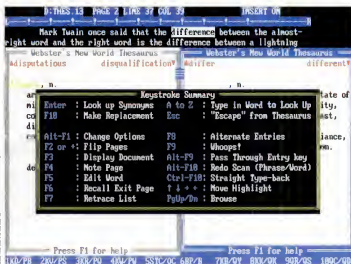 D:THES.13 PAGE 2 LINE 37 COL 39 INSERT ON
Mark Twain once said that the difference between the almost-
right word and the right word is the difference between a lightning
Webster's New World Thesaurus
Webster's New World Thesaurus
disputatious disqualification
differ different
, n.
, n.
Keystroke Summary
Enter : Look up Synonyms A to Z : Type in Word to Look Up
F10 : Make Replacement Esc : "Escape" from Thesaurus
Alt-F1 : Change Options F8 : Alternate Entries
F2 or + : Flip Pages F9 : Whoops!
F3 : Display Document Alt-F9 : Pass Through Entry key
F4 : Note Page Alt-F10 : Redo Scan (Phrase/Word)
F5 : Edit Word Ctrl-F10: Straight Type-back
F6 : Recall Exit Page ↑ ↓ ← → : Move Highlight
F7 : Retrace List PgUp/Dn : Browse
Press F1 for help
Press F1 for help